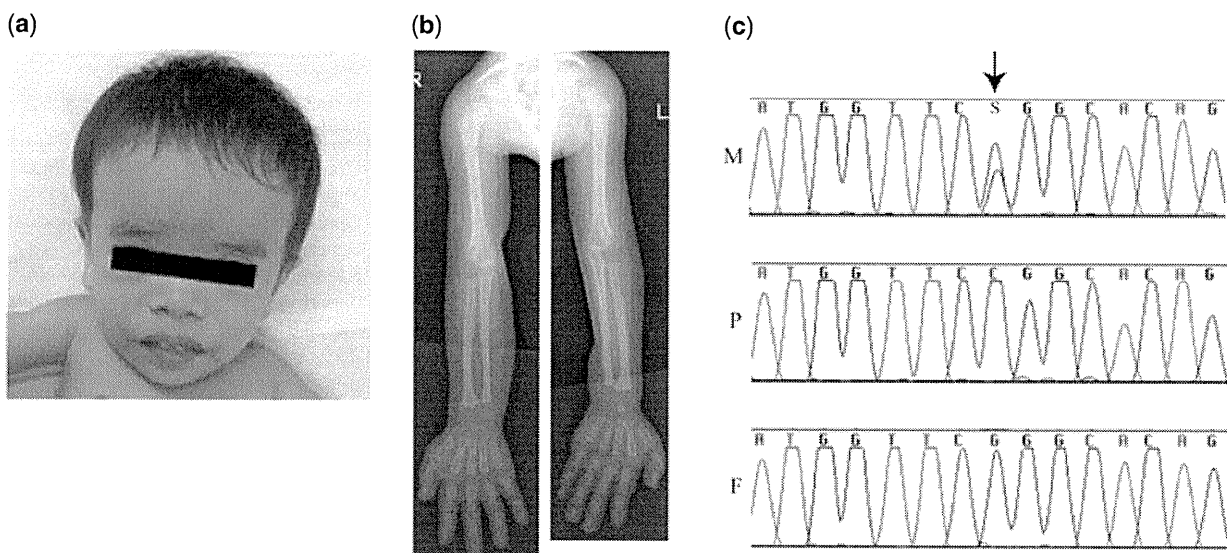 (a)
(b)
(c)
R
L
A T G G T T C S G G C A C A G
M
A T G G T T C C G G C A C A G
P
A T G G T T C G G G C A C A G
F